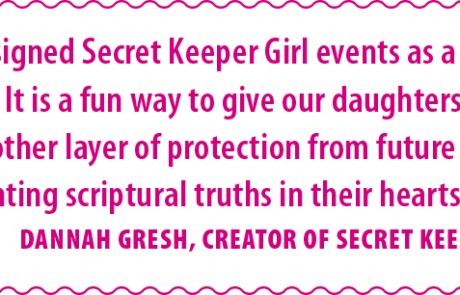 signed Secret Keeper Girl events as a
It is a fun way to give our daughters
other layer of protection from future
nting scriptural truths in their hearts
DANNAH GRESH, CREATOR OF SECRET KEE